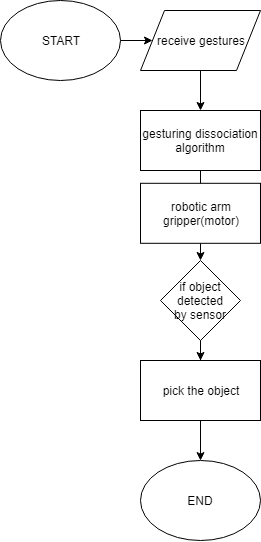 START
receive gestures
gesturing dissociation
algorithm
robotic arm
gripper(motor)
if object
detected
by sensor
pick the object
END